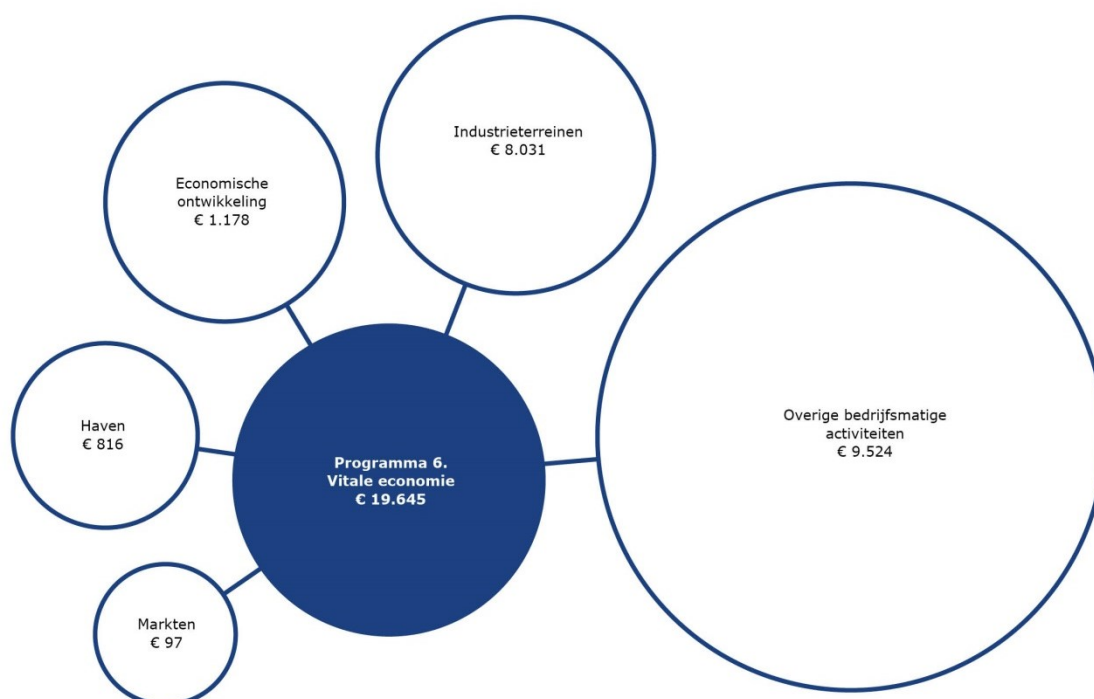 Industrieterreinen
€ 8.031
Economische
ontwikkeling
€ 1.178
Overige bedrijfsmatige
activiteiten
€ 9.524
Haven
€ 816
Programma 6.
Vitale economie
€ 19.645
Markten
€ 97